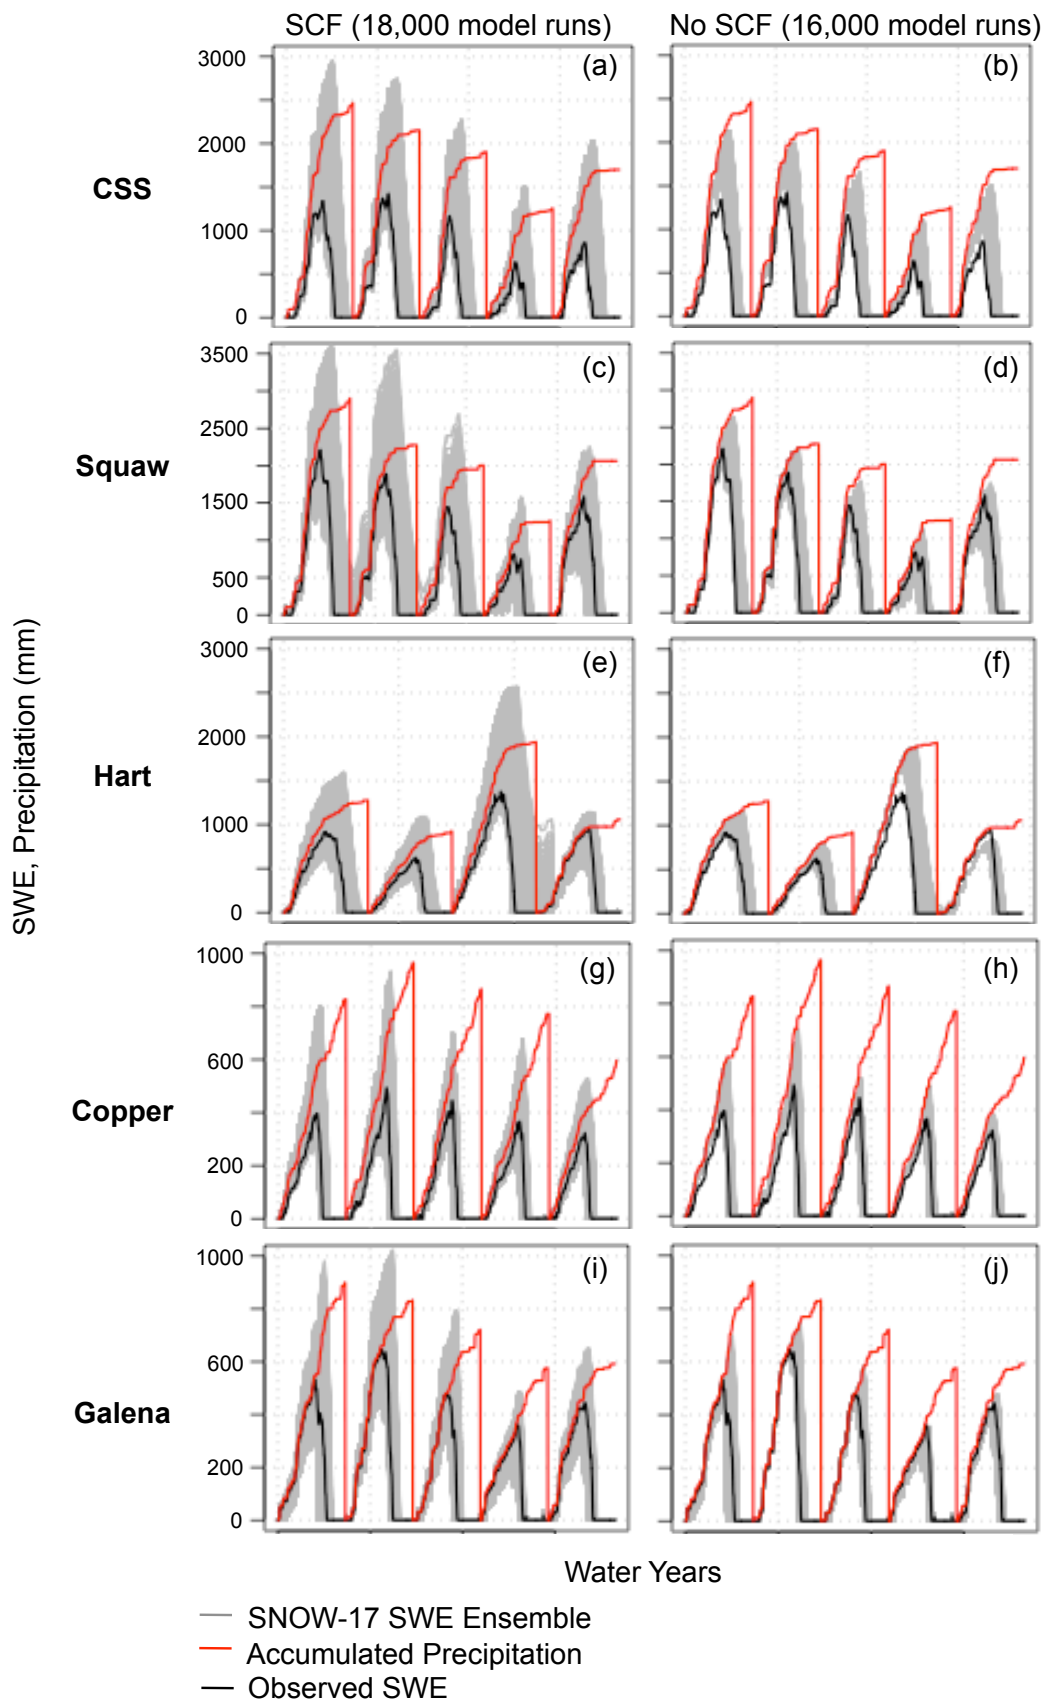 SCF (18,000 model runs) No SCF (16,000 model runs)
3000 (a) (b)
2000
CSS
1000
0
3500 (c) (d)
2500
Squaw
1500
500
0
3000 (e) (f)
2000
Hart
1000
0
SWE, Precipitation (mm)
1000 (g) (h)
600
Copper
200
0
1000 (i) (j)
600
Galena
200
0
Water Years
SNOW-17 SWE Ensemble
Accumulated Precipitation
Observed SWE